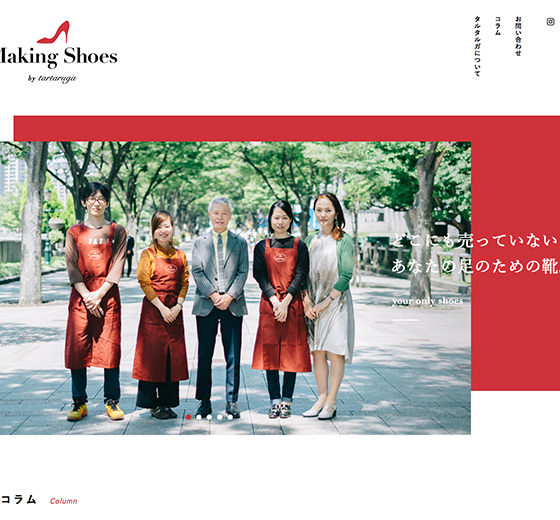 Making Shoes
by tartaruga
お問い合わせ
コラム
タルタルガについて
どこにも売っていない
あなたの足のための靴
your only shoes
コラム
Column